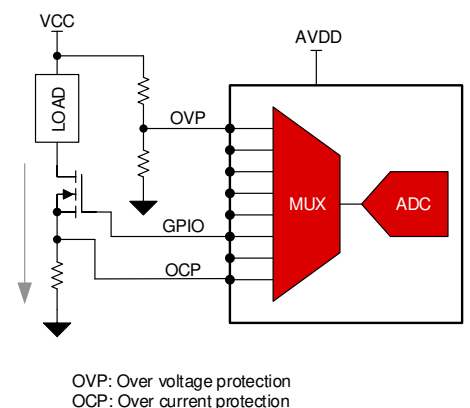 VCC
AVDD
LOAD
OVP
MUX
ADC
GPIO
OCP
OVP: Over voltage protection
OCP: Over current protection